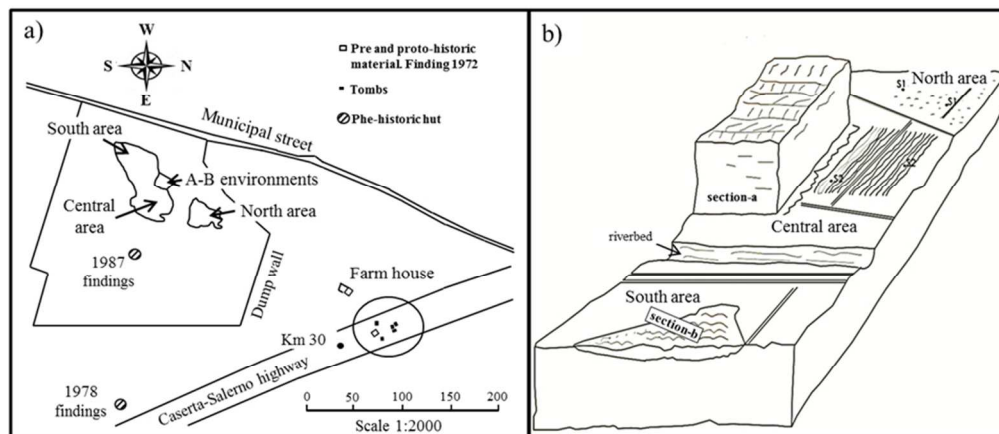 a)
W
S
N
E
Pre and proto-historic
material. Finding 1972
Tombs
Phe-historic hut
South area
Municipal street
A-B environments
Central
area
North area
1987
findings
Dump wall
Farm house
Km 30
1978
findings
Caserta-Salerno highway
0 50 100 150 200
Scale 1:2000
b)
North area
S1
S1
S2
S3
section-a
Central area
riverbed
South area
section-b